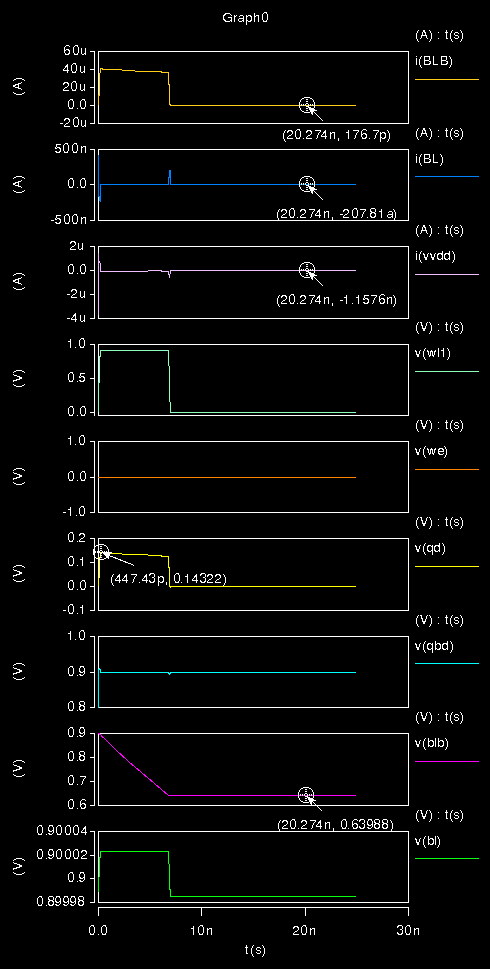 Graph0
(A) : t(s)
i(BLB)
(A)
60u
40u
20u
0.0
-20u
(20.274n, 176.7p)
(A) : t(s)
i(BL)
(A)
500n
0.0
-500n
(20.274n, -207.81a)
(A) : t(s)
i(vvdd)
(A)
2u
0.0
-2u
-4u
(20.274n, -1.1576n)
(V) : t(s)
v(wl1)
(V)
1.0
0.5
0.0
(V) : t(s)
v(we)
(V)
1.0
0.0
-1.0
(V) : t(s)
v(qd)
(V)
0.2
0.1
0.0
-0.1
(447.43p, 0.14322)
(V) : t(s)
v(qbd)
(V)
1.0
0.9
0.8
(V) : t(s)
v(blb)
(V)
0.9
0.8
0.7
0.6
(20.274n, 0.63988)
(V) : t(s)
v(bl)
(V)
0.90004
0.90002
0.9
0.89998
0.0 10n 20n 30n
t(s)